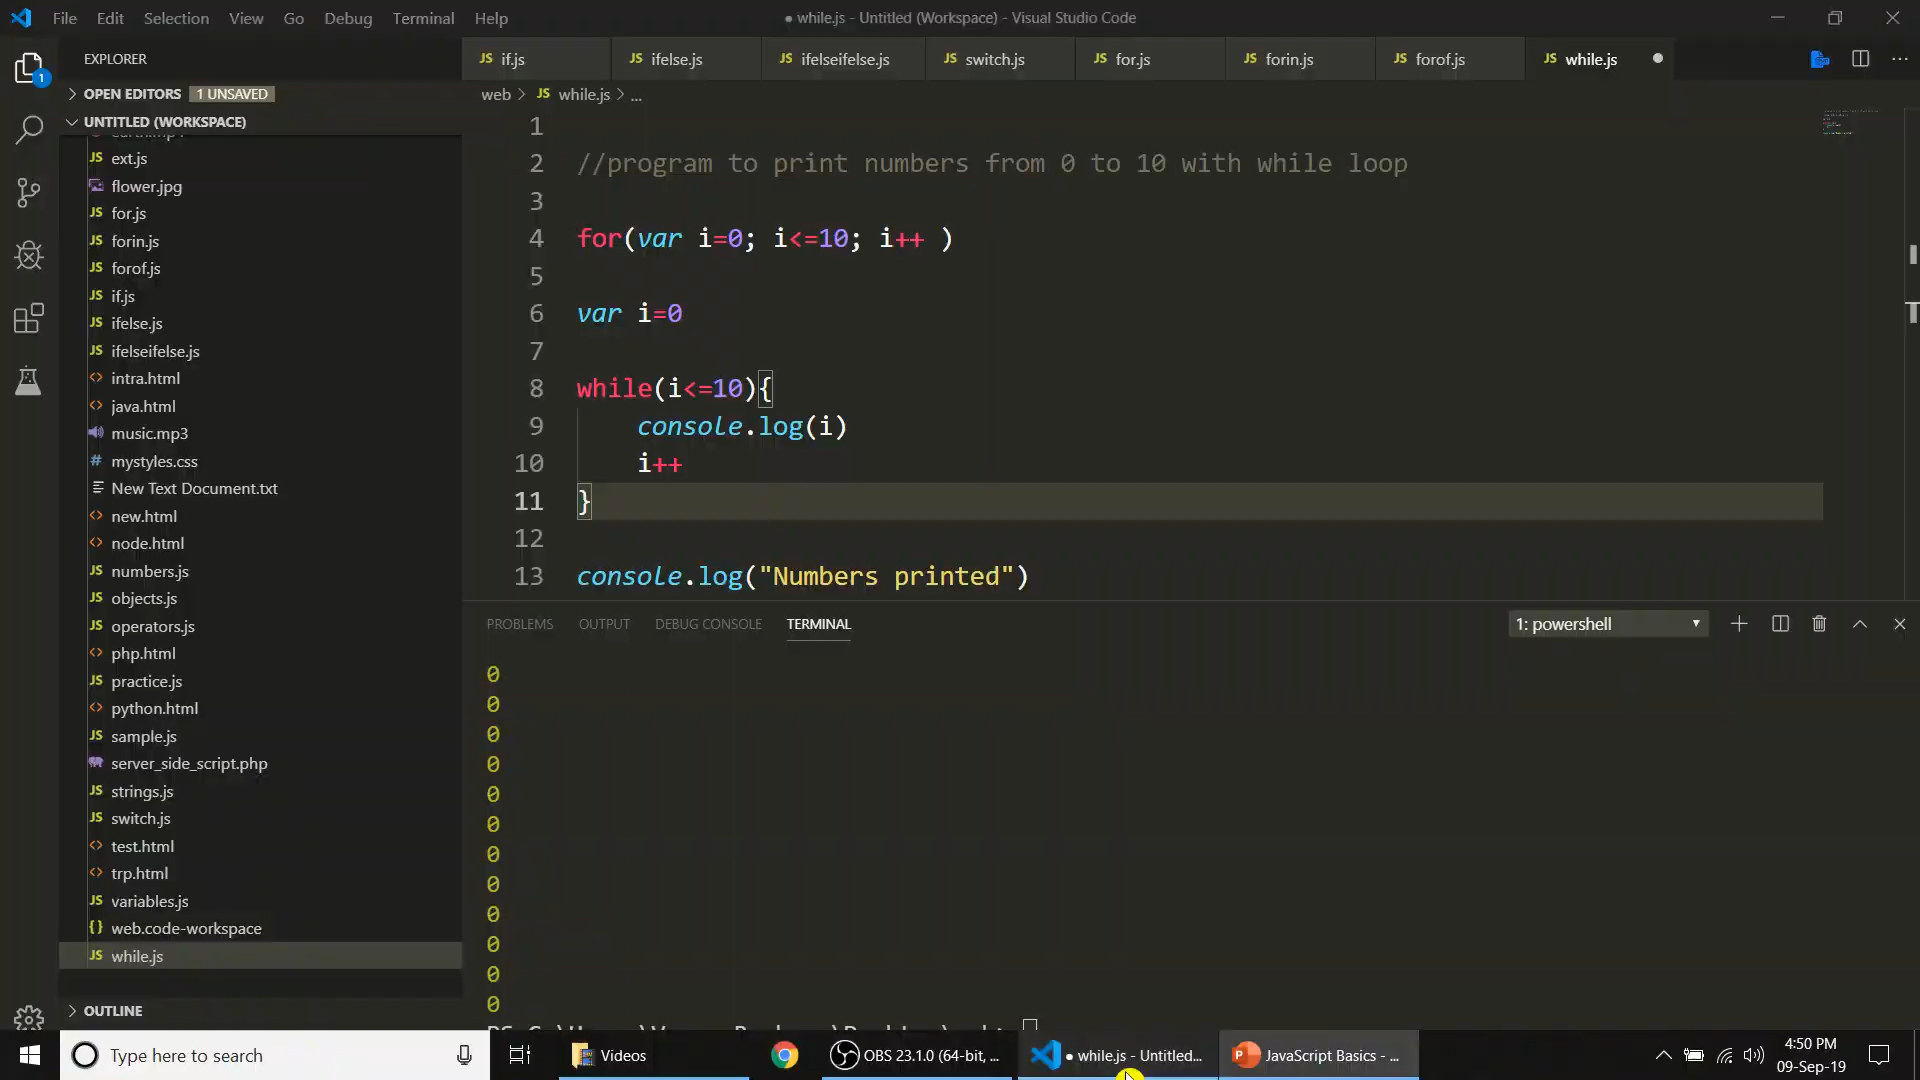 File Edit Selection View Go Debug Terminal Help
● while.js - Untitled (Workspace) - Visual Studio Code
1
EXPLORER
OPEN EDITORS 1 UNSAVED
UNTITLED (WORKSPACE)
ext.js
flower.jpg
for.js
forin.js
forof.js
if.js
ifelse.js
ifelseifelse.js
intra.html
java.html
music.mp3
mystyles.css
New Text Document.txt
new.html
node.html
numbers.js
objects.js
operators.js
php.html
practice.js
python.html
sample.js
server_side_script.php
strings.js
switch.js
test.html
trp.html
variables.js
web.code-workspace
while.js
OUTLINE
JS if.js JS ifelse.js JS ifelseifelse.js JS switch.js JS for.js JS forin.js JS forof.js JS while.js
web > JS while.js > ...
1
2 //program to print numbers from 0 to 10 with while loop
3
4 for(var i=0; i<=10; i++ )
5
6 var i=0
7
8 while(i<=10){
9 console.log(i)
10 i++
11 }
12
13 console.log("Numbers printed")
PROBLEMS OUTPUT DEBUG CONSOLE TERMINAL
1: powershell
0
0
0
0
0
0
0
0
0
0
0
0
Type here to search
Videos
OBS 23.1.0 (64-bit, ...
● while.js - Untitled...
JavaScript Basics - ...
4:50 PM
09-Sep-19